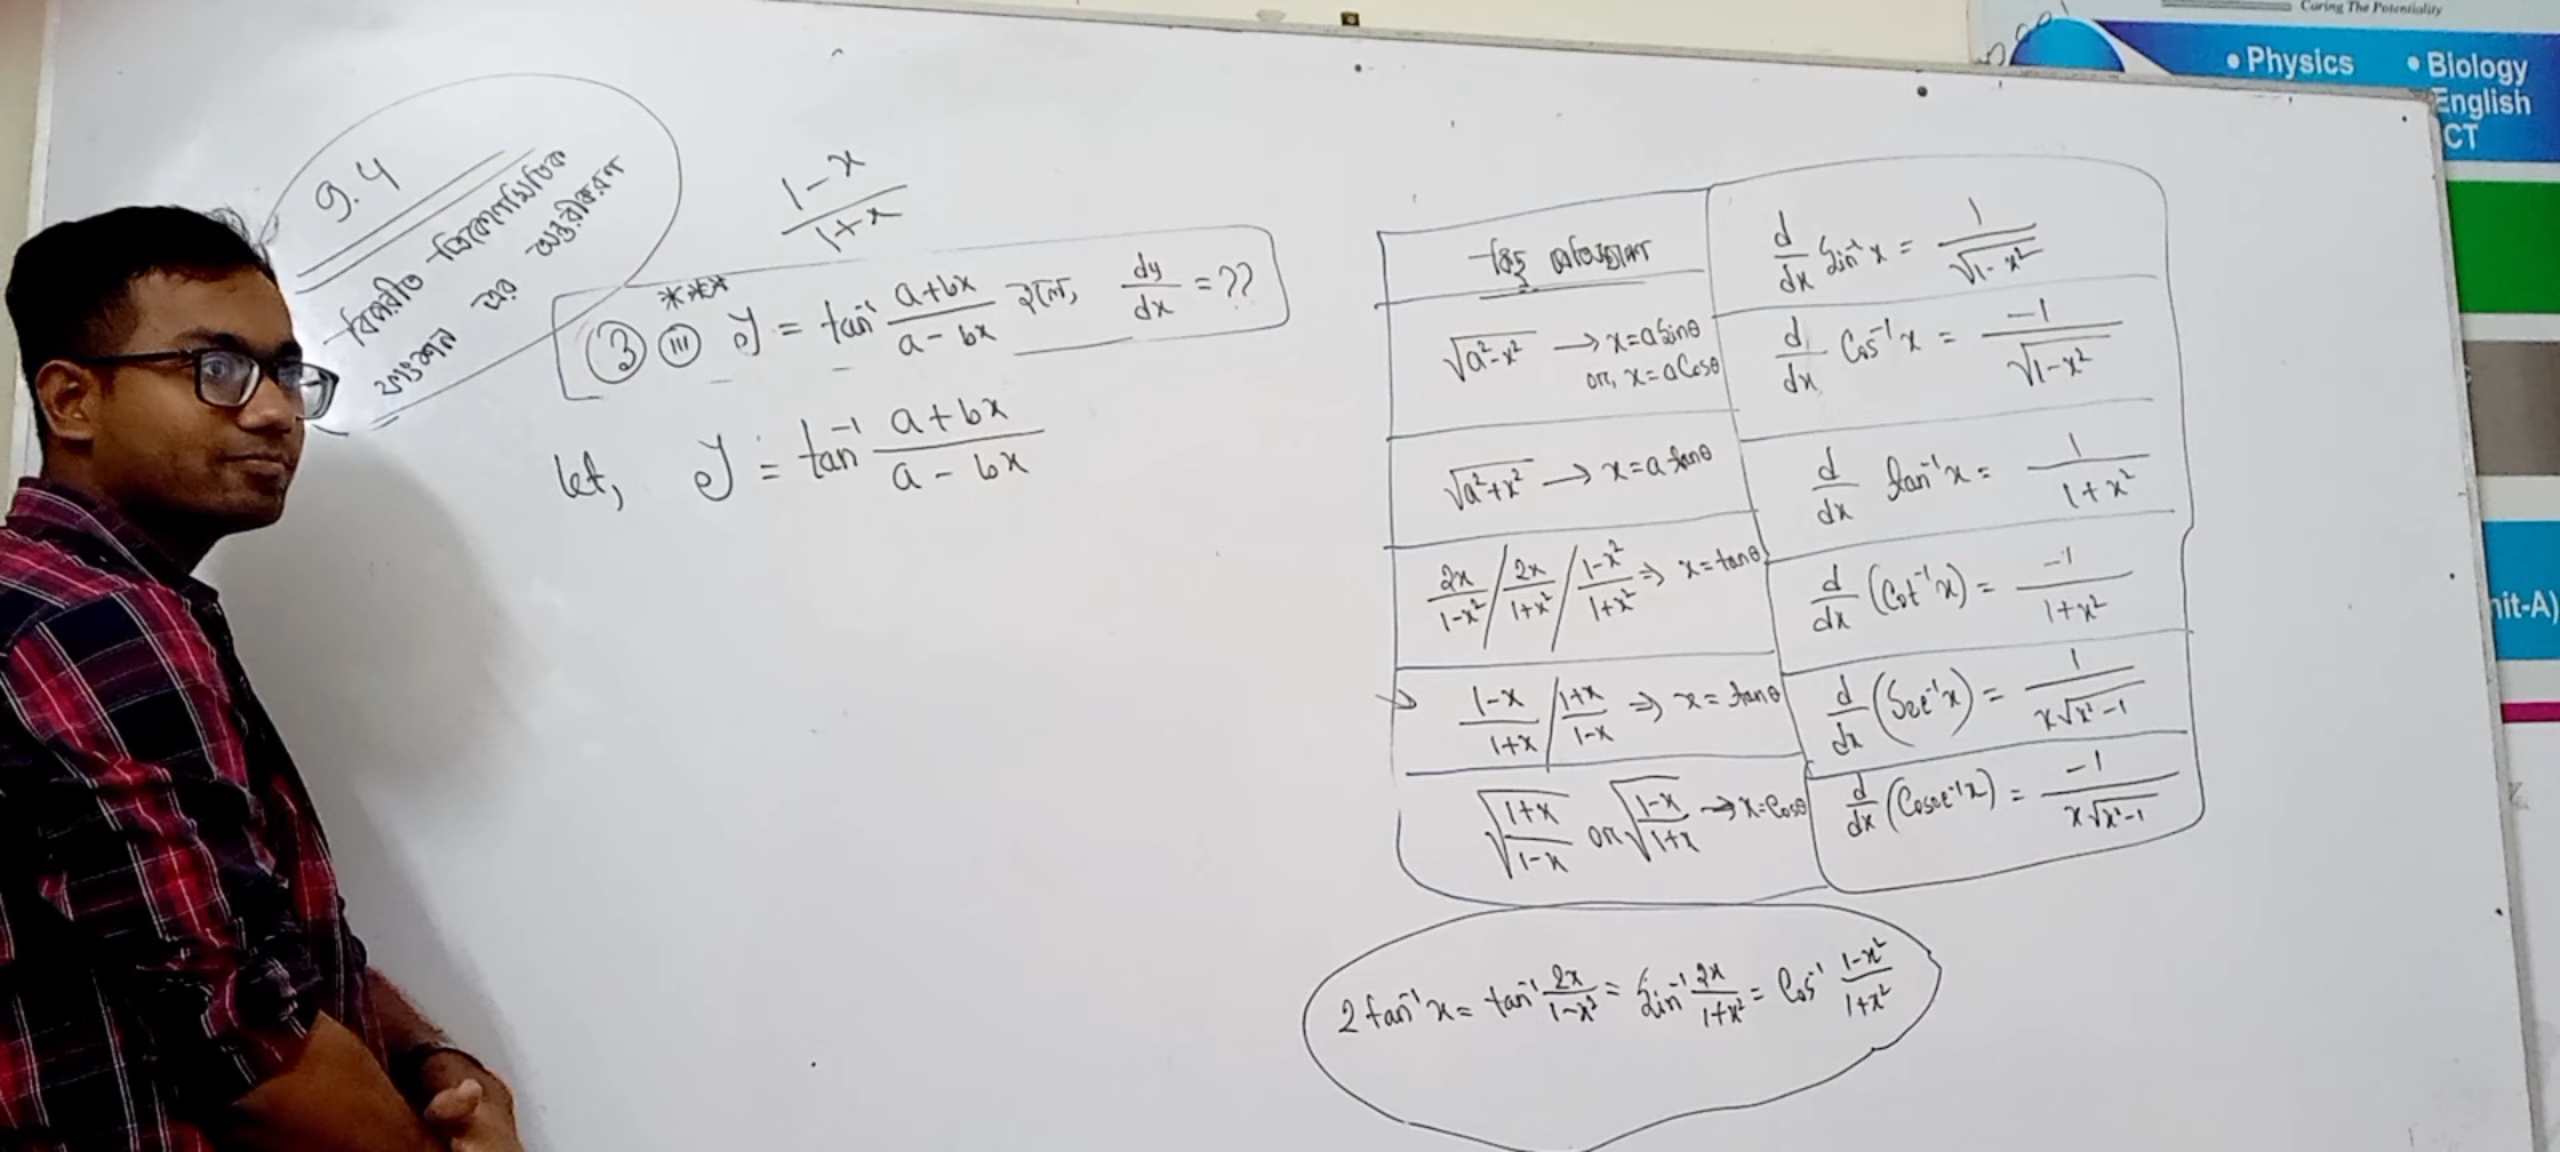 9.4
বিপরীত ত্রিকোণমিতিক
ফাংশন এর অন্তরীকরণ
(1-x)/(1+x)
***
③ ⅲ y = tan⁻¹ (a+bx)/(a-bx) হলে, dy/dx = ??
let, y = tan⁻¹ (a+bx)/(a-bx)
কিছু
√(a²-x²) → x=a Sinθ
or, x=a Cosθ
√(a²+x²) → x=a tanθ
2x/(1-x²) / 2x/(1+x²) / (1-x²)/(1+x²) ⇒ x=tanθ
(1-x)/(1+x) / (1+x)/(1-x) ⇒ x=tanθ
√((1+x)/(1-x)) or √((1-x)/(1+x)) → x=Cosθ
d/dx Sin⁻¹x = 1/√(1-x²)
d/dx Cos⁻¹x = -1/√(1-x²)
d/dx tan⁻¹x = 1/(1+x²)
d/dx (Cot⁻¹x) = -1/(1+x²)
d/dx (Sec⁻¹x) = 1/(x√(x²-1))
d/dx (Cosec⁻¹x) = -1/(x√(x²-1))
2 tan⁻¹x = tan⁻¹ 2x/(1-x²) = Sin⁻¹ 2x/(1+x²) = Cos⁻¹ (1-x²)/(1+x²)
Caring The Potentiality
• Physics • Biology
English
CT
nit-A)